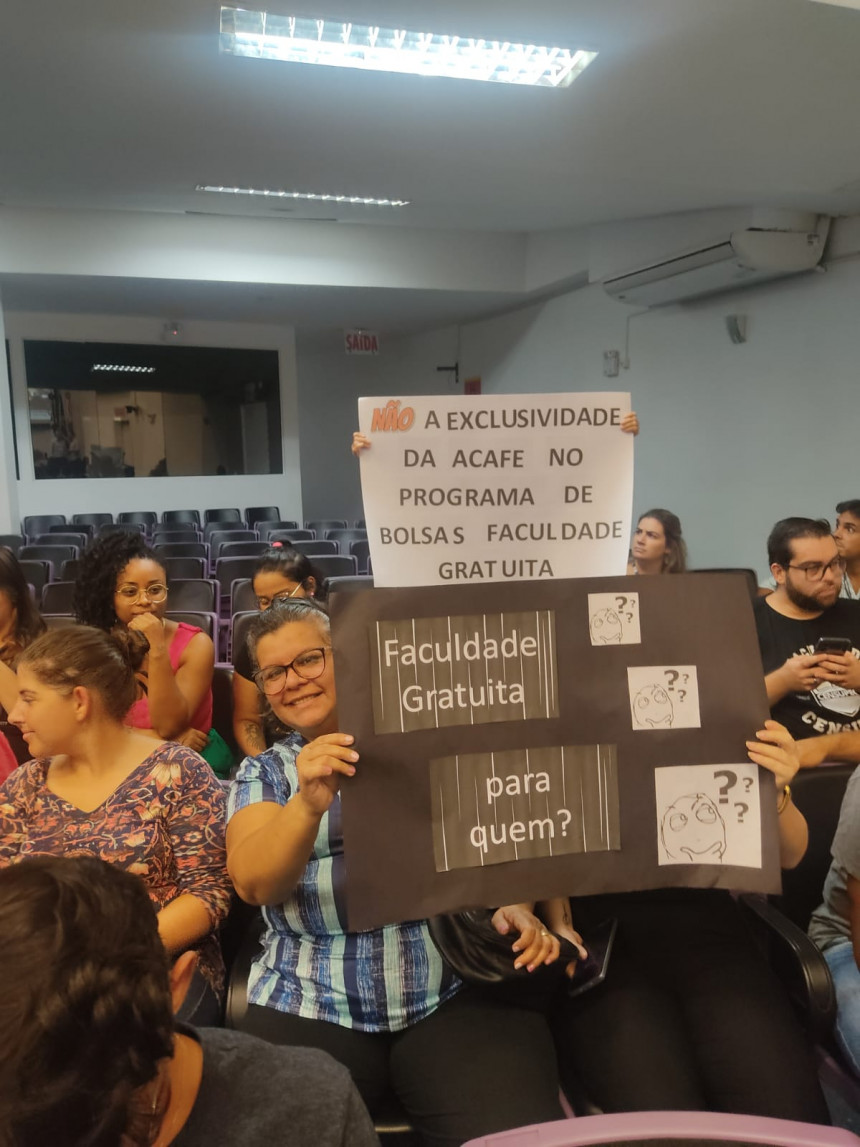 SAÍDA
NÃO A EXCLUSIVIDADE
DA ACAFE NO
PROGRAMA DE
BOLSAS FACULDADE
GRATUITA
Faculdade
Gratuita
para
quem?
???
???
???